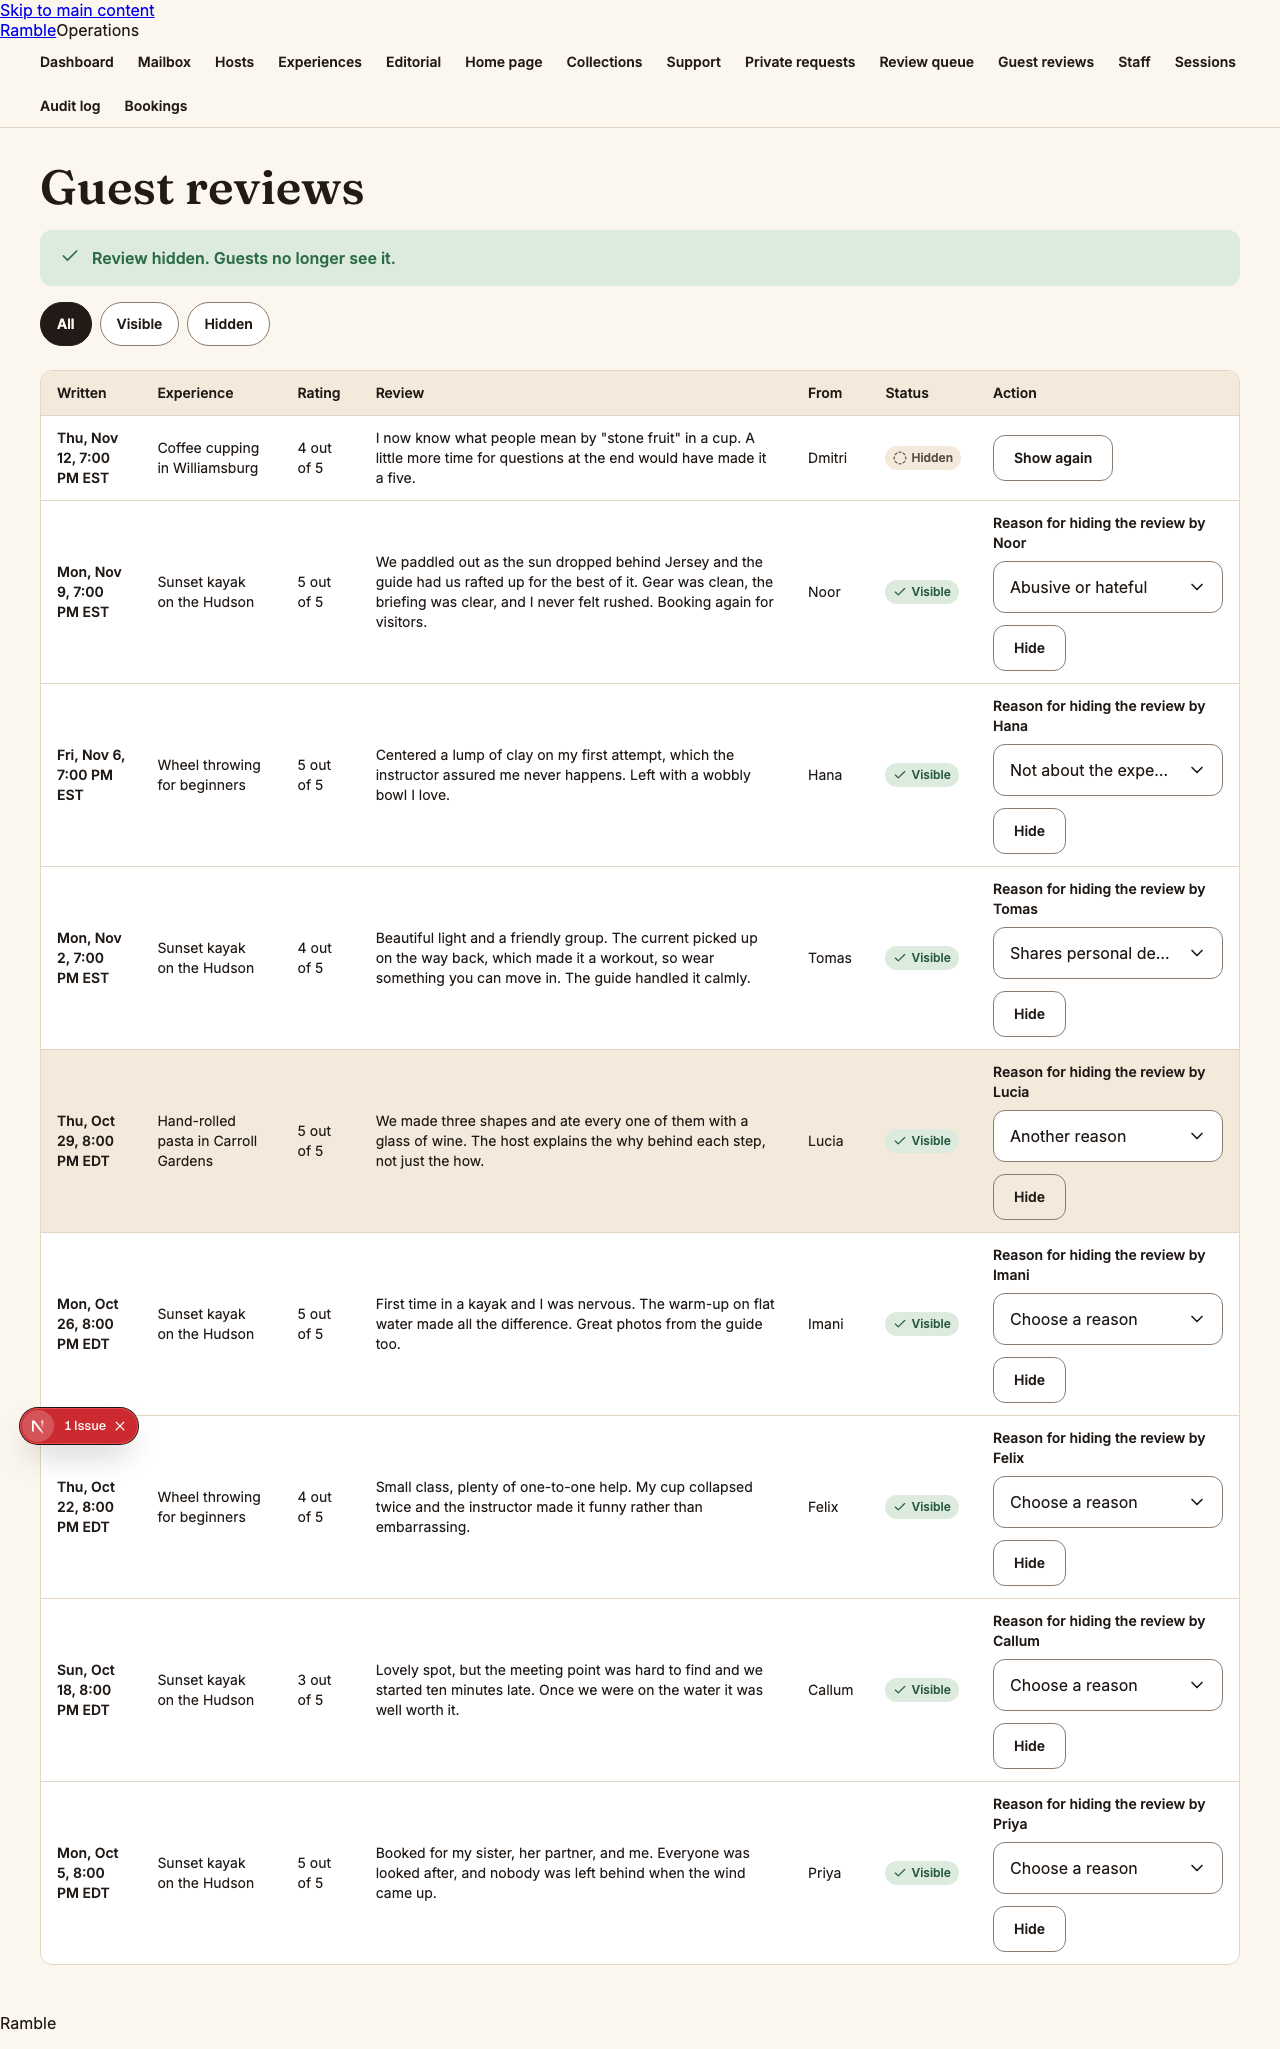 Skip to main content
RambleOperations
Dashboard Mailbox Hosts Experiences Editorial Home page Collections Support Private requests Review queue Guest reviews Staff Sessions
Audit log Bookings
Guest reviews
Review hidden. Guests no longer see it.
All Visible Hidden
Written Experience Rating Review From Status Action
Thu, Nov
12, 7:00
PM EST
Coffee cupping
in Williamsburg
4 out
of 5
I now know what people mean by "stone fruit" in a cup. A
little more time for questions at the end would have made it
a five.
Dmitri
Hidden
Show again
Mon, Nov
9, 7:00
PM EST
Sunset kayak
on the Hudson
5 out
of 5
We paddled out as the sun dropped behind Jersey and the
guide had us rafted up for the best of it. Gear was clean, the
briefing was clear, and I never felt rushed. Booking again for
visitors.
Noor
Visible
Reason for hiding the review by
Noor
Abusive or hateful
Hide
Fri, Nov 6,
7:00 PM
EST
Wheel throwing
for beginners
5 out
of 5
Centered a lump of clay on my first attempt, which the
instructor assured me never happens. Left with a wobbly
bowl I love.
Hana
Visible
Reason for hiding the review by
Hana
Not about the expe...
Hide
Mon, Nov
2, 7:00
PM EST
Sunset kayak
on the Hudson
4 out
of 5
Beautiful light and a friendly group. The current picked up
on the way back, which made it a workout, so wear
something you can move in. The guide handled it calmly.
Tomas
Visible
Reason for hiding the review by
Tomas
Shares personal de...
Hide
Thu, Oct
29, 8:00
PM EDT
Hand-rolled
pasta in Carroll
Gardens
5 out
of 5
We made three shapes and ate every one of them with a
glass of wine. The host explains the why behind each step,
not just the how.
Lucia
Visible
Reason for hiding the review by
Lucia
Another reason
Hide
Mon, Oct
26, 8:00
PM EDT
Sunset kayak
on the Hudson
5 out
of 5
First time in a kayak and I was nervous. The warm-up on flat
water made all the difference. Great photos from the guide
too.
Imani
Visible
Reason for hiding the review by
Imani
Choose a reason
Hide
1 Issue
Thu, Oct
22, 8:00
PM EDT
Wheel throwing
for beginners
4 out
of 5
Small class, plenty of one-to-one help. My cup collapsed
twice and the instructor made it funny rather than
embarrassing.
Felix
Visible
Reason for hiding the review by
Felix
Choose a reason
Hide
Sun, Oct
18, 8:00
PM EDT
Sunset kayak
on the Hudson
3 out
of 5
Lovely spot, but the meeting point was hard to find and we
started ten minutes late. Once we were on the water it was
well worth it.
Callum
Visible
Reason for hiding the review by
Callum
Choose a reason
Hide
Mon, Oct
5, 8:00
PM EDT
Sunset kayak
on the Hudson
5 out
of 5
Booked for my sister, her partner, and me. Everyone was
looked after, and nobody was left behind when the wind
came up.
Priya
Visible
Reason for hiding the review by
Priya
Choose a reason
Hide
Ramble